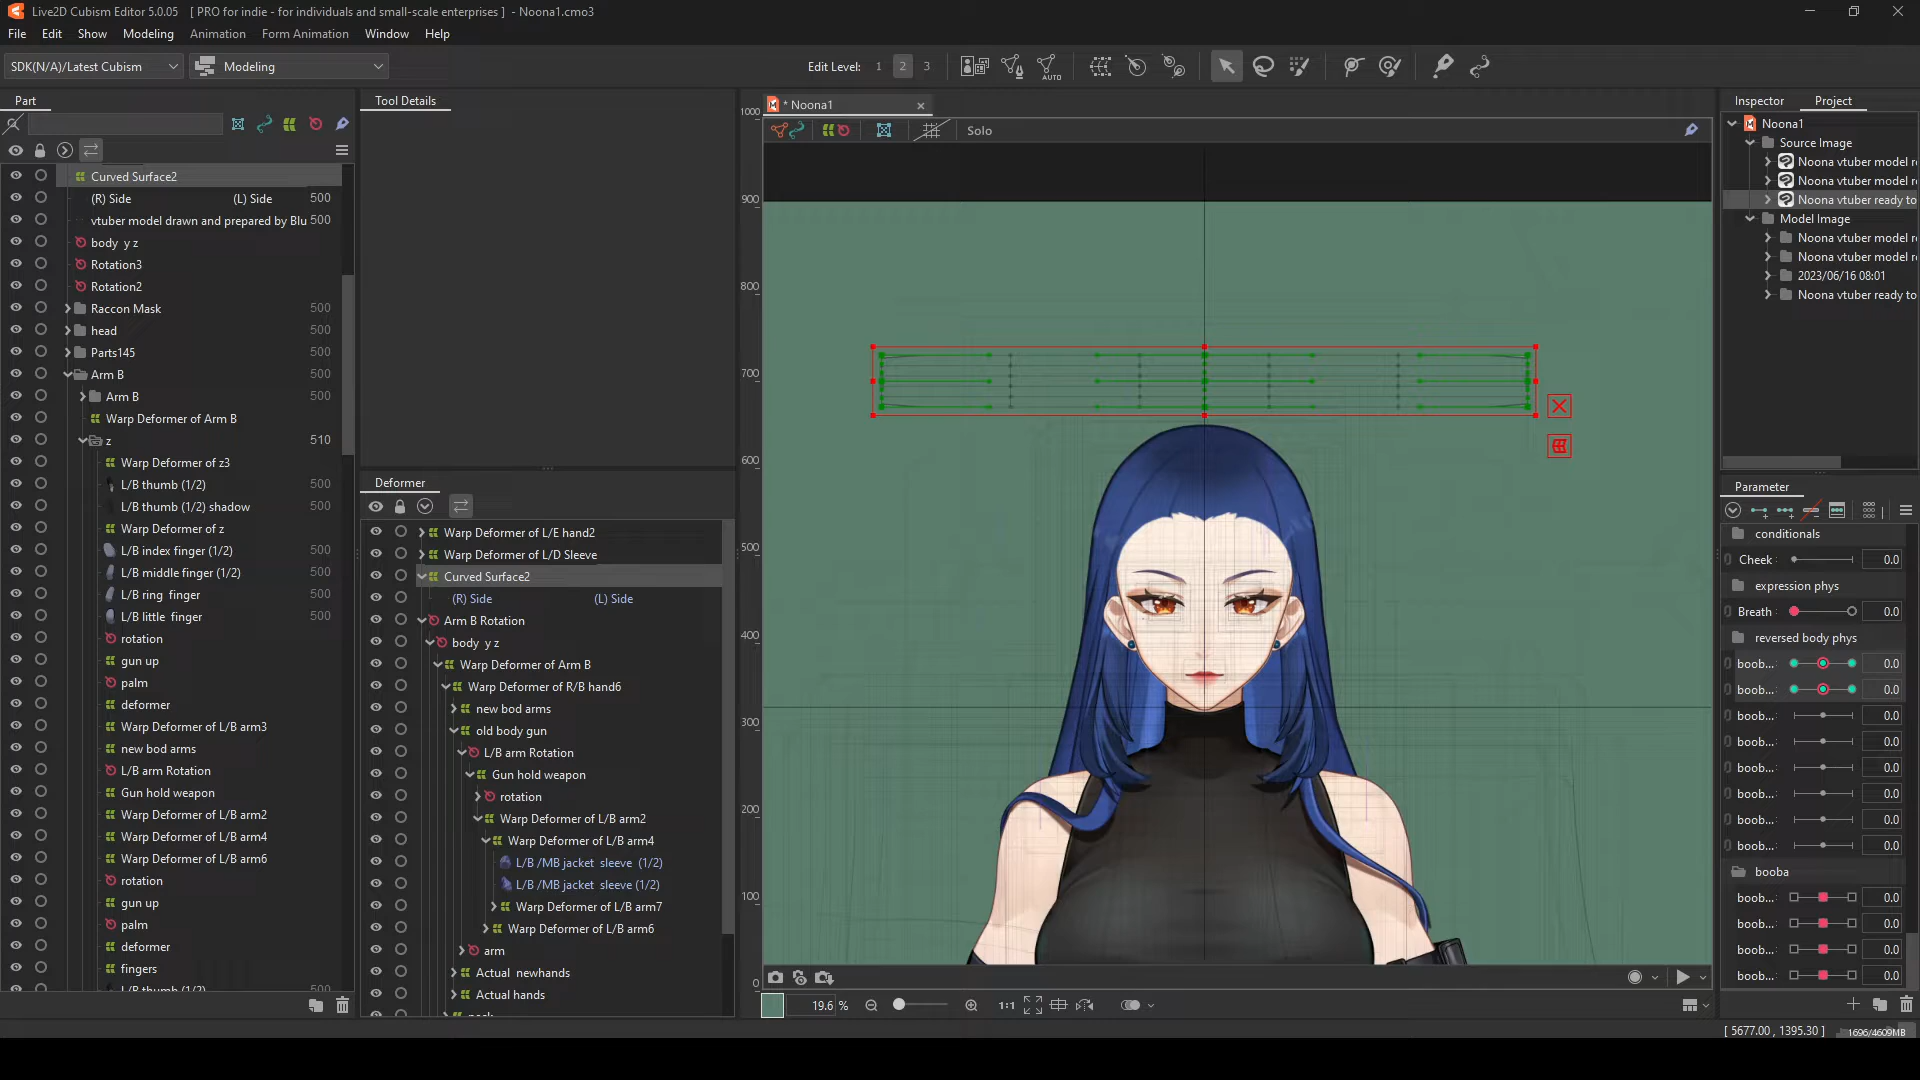 Live2D Cubism Editor 5.0.05 [ PRO for indie - for individuals and small-scale enterprises ] - Noona1.cmo3
File Edit Show Modeling Animation Form Animation Window Help
SDK(N/A)/Latest Cubism Modeling Edit Level: 1 2 3 AUTO
Part
Curved Surface2
(R) Side (L) Side 500
vtuber model drawn and prepared by Blu 500
body y z
Rotation3
Rotation2
Raccon Mask 500
head 500
Parts145 500
Arm B 500
Arm B 500
Warp Deformer of Arm B
z 510
Warp Deformer of z3
L/B thumb (1/2) 500
L/B thumb (1/2) shadow 500
Warp Deformer of z
L/B index finger (1/2) 500
L/B middle finger (1/2) 500
L/B ring finger 500
L/B little finger 500
rotation
gun up
palm
deformer
Warp Deformer of L/B arm3
new bod arms
L/B arm Rotation
Gun hold weapon
Warp Deformer of L/B arm2
Warp Deformer of L/B arm4
Warp Deformer of L/B arm6
rotation
gun up
palm
deformer
fingers
L/B thumb (1/2)
Tool Details
Deformer
Warp Deformer of L/E hand2
Warp Deformer of L/D Sleeve
Curved Surface2
(R) Side (L) Side
Arm B Rotation
body y z
Warp Deformer of Arm B
Warp Deformer of R/B hand6
new bod arms
old body gun
L/B arm Rotation
Gun hold weapon
rotation
Warp Deformer of L/B arm2
Warp Deformer of L/B arm4
L/B /MB jacket sleeve (1/2)
L/B /MB jacket sleeve (1/2)
Warp Deformer of L/B arm7
Warp Deformer of L/B arm6
arm
Actual newhands
Actual hands
* Noona1
Solo
1000
900
800
700
600
500
400
300
200
100
0
19.6 % 1:1
Inspector Project
Noona1
Source Image
Noona vtuber model r
Noona vtuber model r
Noona vtuber ready to
Model Image
Noona vtuber model r
Noona vtuber model r
2023/06/16 08:01
Noona vtuber ready to
Parameter
conditionals
Cheek 0.0
expression phys
Breath 0.0
reversed body phys
boob... 0.0
boob... 0.0
boob... 0.0
boob... 0.0
boob... 0.0
boob... 0.0
boob... 0.0
boob... 0.0
booba
boob... 0.0
boob... 0.0
boob... 0.0
boob... 0.0
[ 5677.00 , 1395.30 ] 1696/4609MB